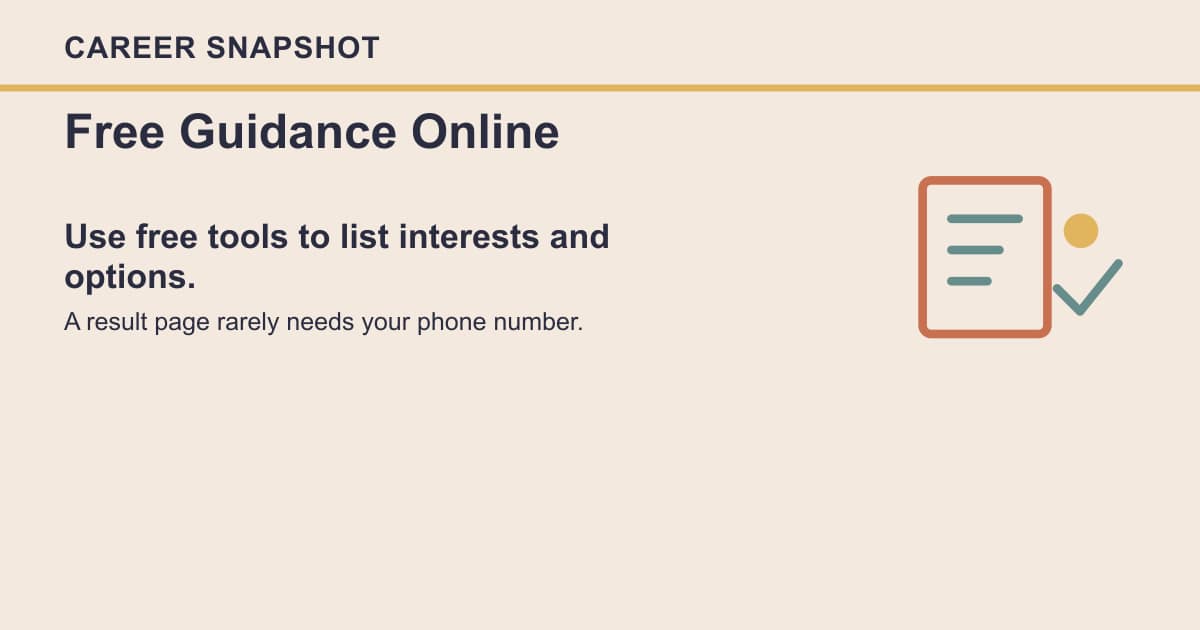 CAREER SNAPSHOT
Free Guidance Online
Use free tools to list interests and
options.
A result page rarely needs your phone number.